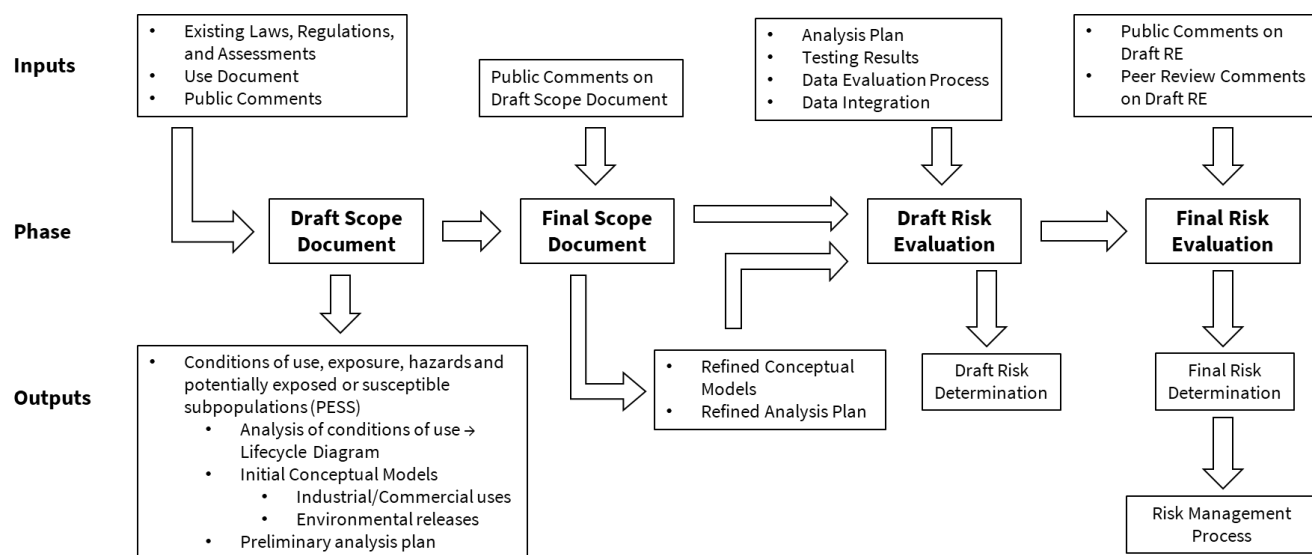 Inputs
• Existing Laws, Regulations,
and Assessments
• Use Document
• Public Comments
Public Comments on
Draft Scope Document
• Analysis Plan
• Testing Results
• Data Evaluation Process
• Data Integration
• Public Comments on
Draft RE
• Peer Review Comments
on Draft RE
Phase
Draft Scope
Document
Final Scope
Document
Draft Risk
Evaluation
Final Risk
Evaluation
Outputs
• Conditions of use, exposure, hazards and
potentially exposed or susceptible
subpopulations (PESS)
• Analysis of conditions of use →
Lifecycle Diagram
• Initial Conceptual Models
• Industrial/Commercial uses
• Environmental releases
• Preliminary analysis plan
• Refined Conceptual
Models
• Refined Analysis Plan
Draft Risk
Determination
Final Risk
Determination
Risk Management
Process